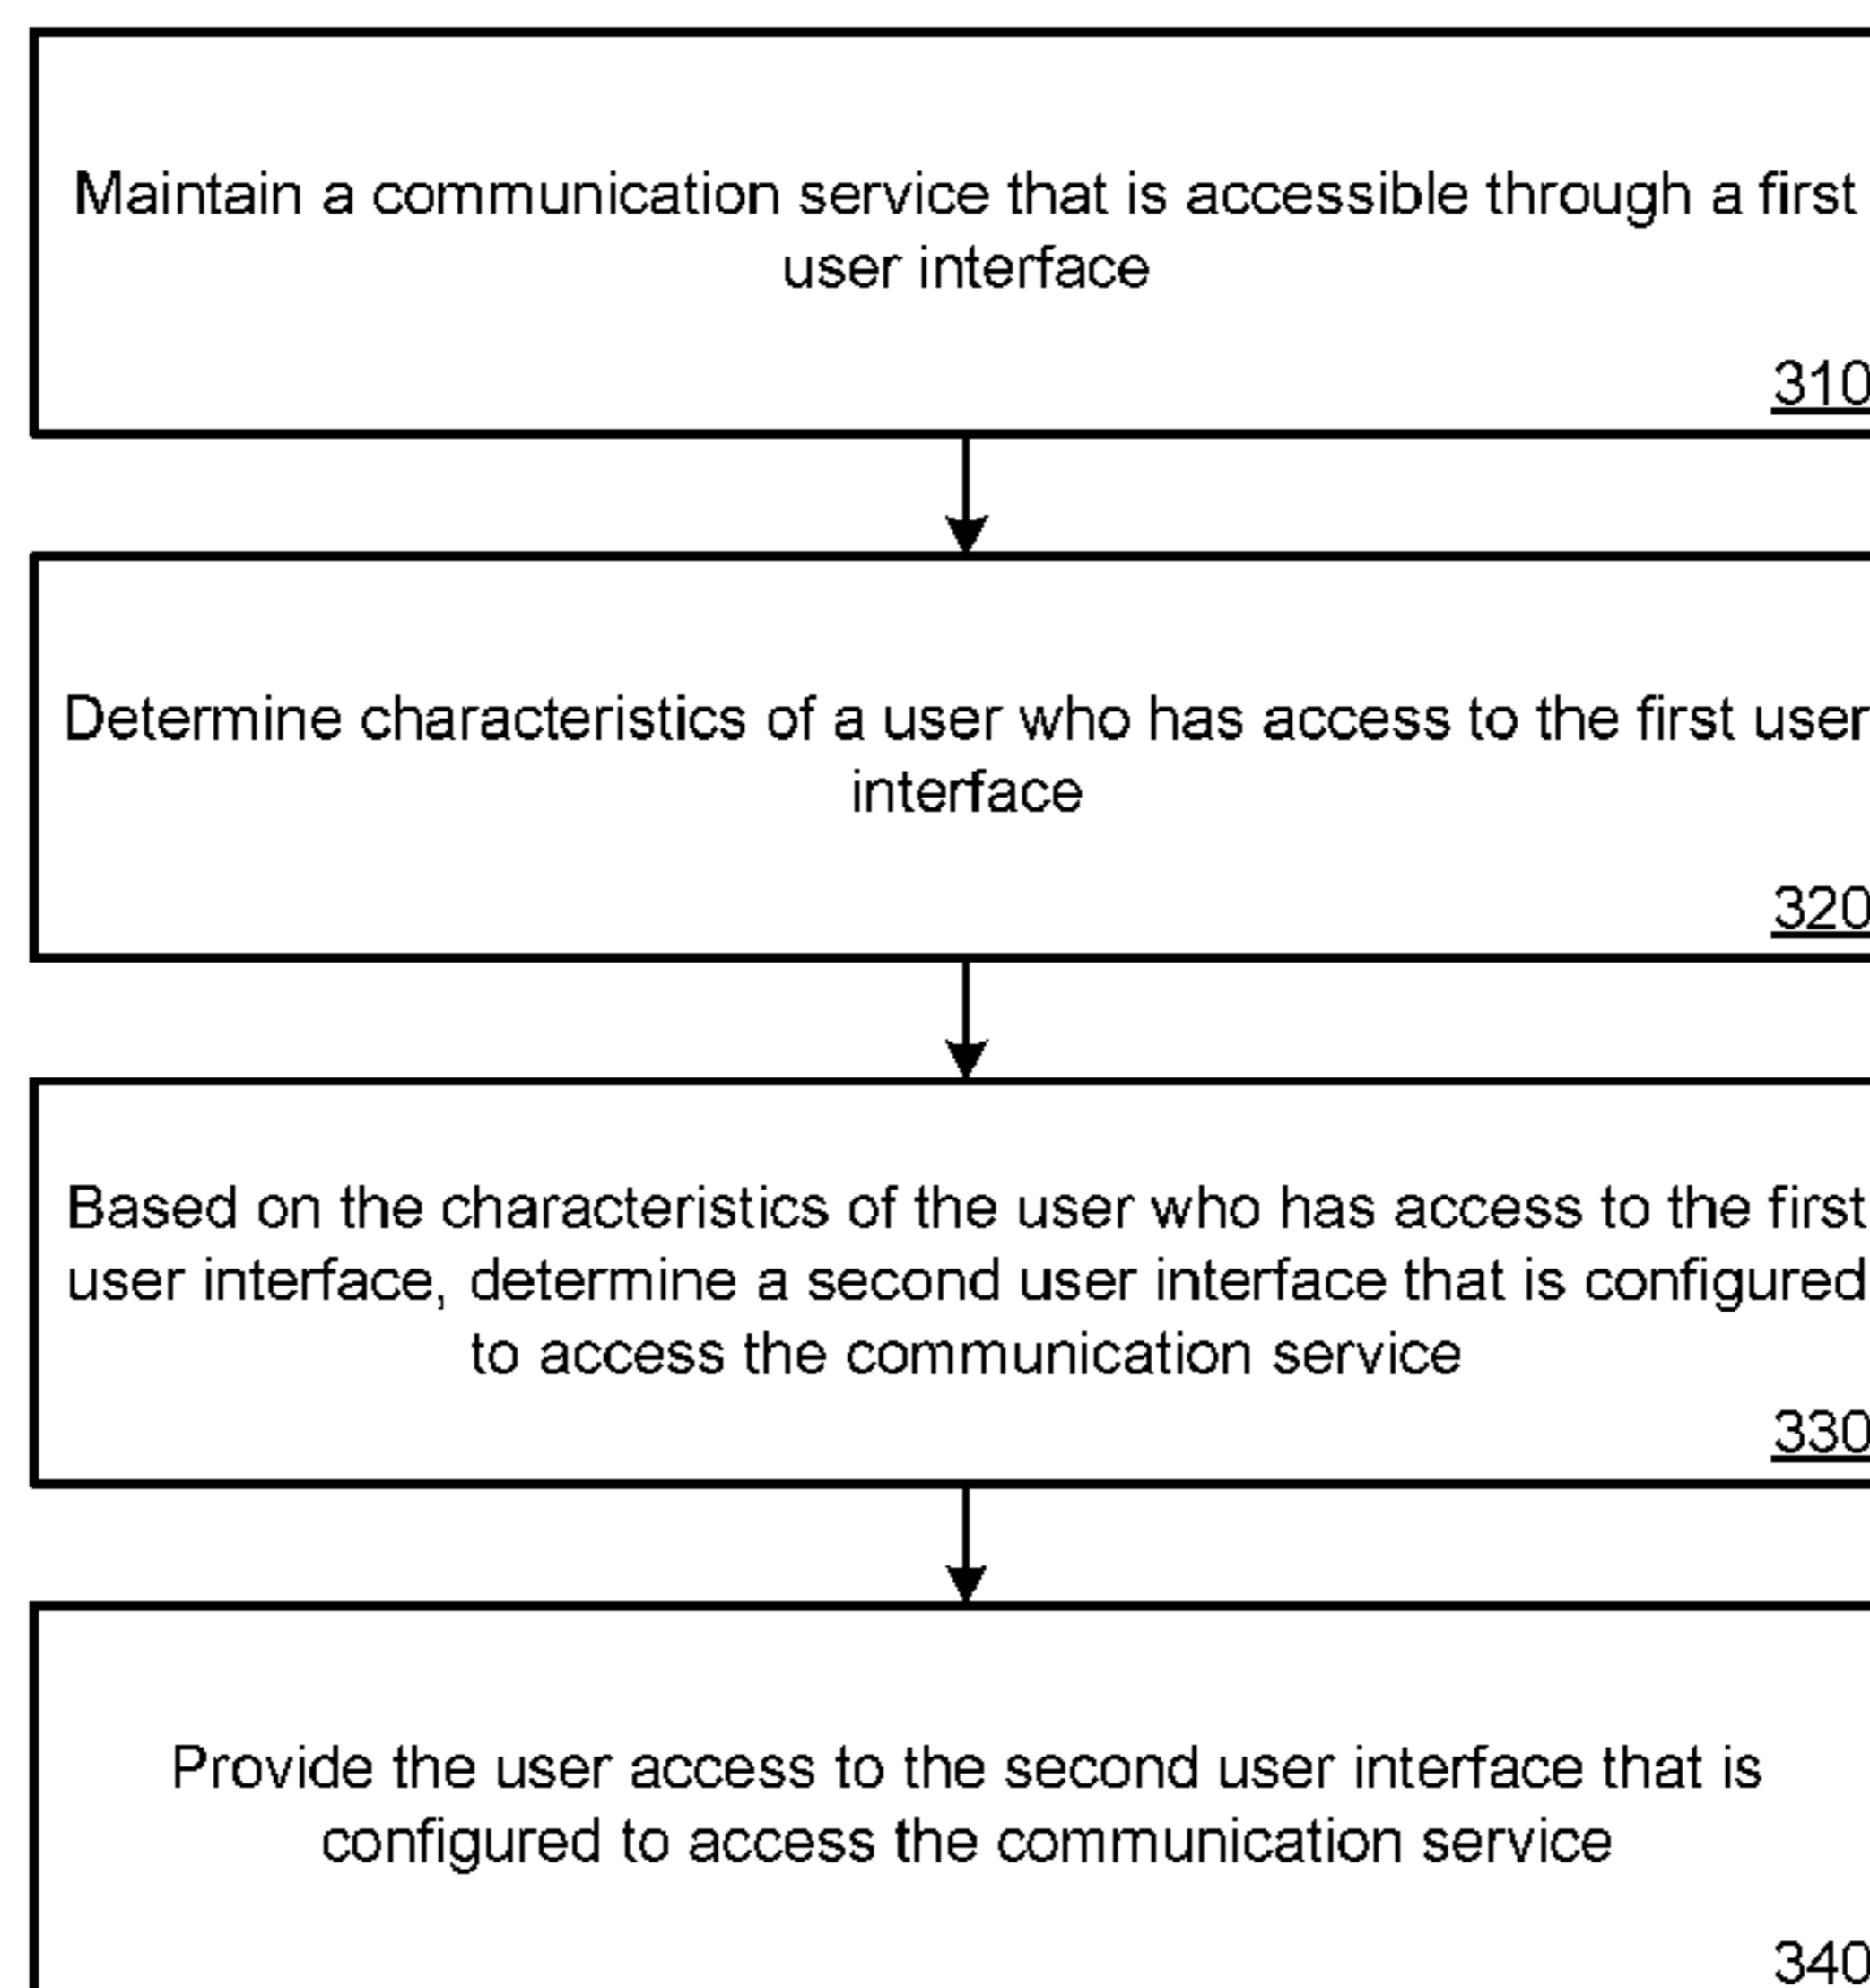 Maintain a communication service that is accessible through a first
user interface
310
Determine characteristics of a user who has access to the first user
interface
320
Based on the characteristics of the user who has access to the first
user interface, determine a second user interface that is configured
to access the communication service
330
Provide the user access to the second user interface that is
configured to access the communication service
340